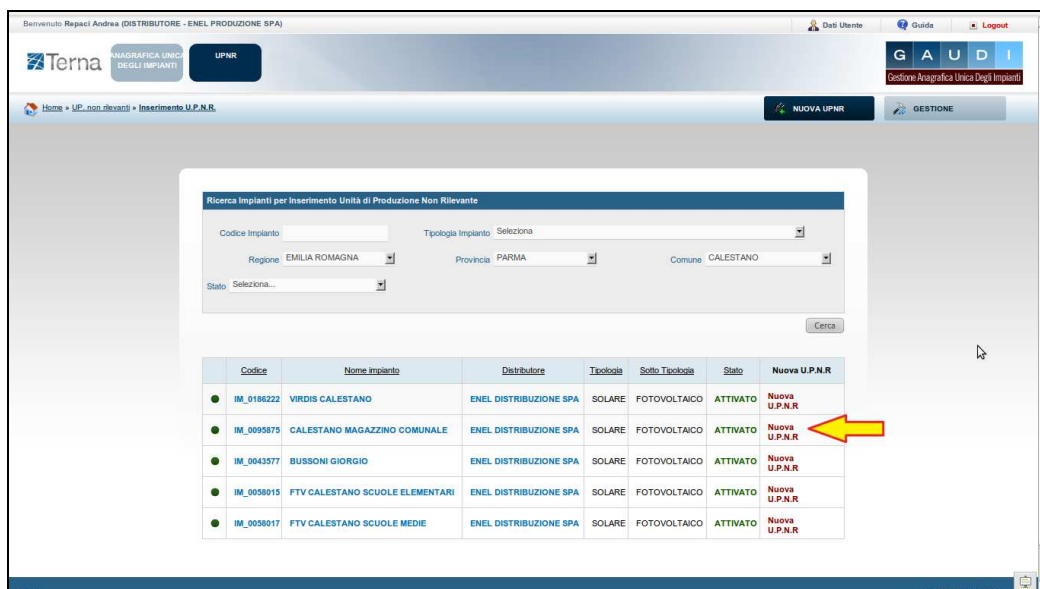 Benvenuto Repaci Andrea (DISTRIBUTORE - ENEL PRODUZIONE SPA)
Dati Utente
Guida
Logout
Terna
ANAGRAFICA UNICA
DEGLI IMPIANTI
UPNR
G A U D I
Gestione Anagrafica Unica Degli Impianti
Home » UP. non rilevanti » Inserimento U.P.N.R.
NUOVA UPNR
GESTIONE
Ricerca Impianti per Inserimento Unità di Produzione Non Rilevante
Codice Impianto
Tipologia Impianto Seleziona
Regione EMILIA ROMAGNA
Provincia PARMA
Comune CALESTANO
Stato Seleziona...
Cerca
Codice Nome impianto Distributore Tipologia Sotto Tipologia Stato Nuova U.P.N.R
IM_0186222 VIRDIS CALESTANO ENEL DISTRIBUZIONE SPA SOLARE FOTOVOLTAICO ATTIVATO Nuova
U.P.N.R
IM_0095875 CALESTANO MAGAZZINO COMUNALE ENEL DISTRIBUZIONE SPA SOLARE FOTOVOLTAICO ATTIVATO Nuova
U.P.N.R
IM_0043577 BUSSONI GIORGIO ENEL DISTRIBUZIONE SPA SOLARE FOTOVOLTAICO ATTIVATO Nuova
U.P.N.R
IM_0058015 FTV CALESTANO SCUOLE ELEMENTARI ENEL DISTRIBUZIONE SPA SOLARE FOTOVOLTAICO ATTIVATO Nuova
U.P.N.R
IM_0058017 FTV CALESTANO SCUOLE MEDIE ENEL DISTRIBUZIONE SPA SOLARE FOTOVOLTAICO ATTIVATO Nuova
U.P.N.R